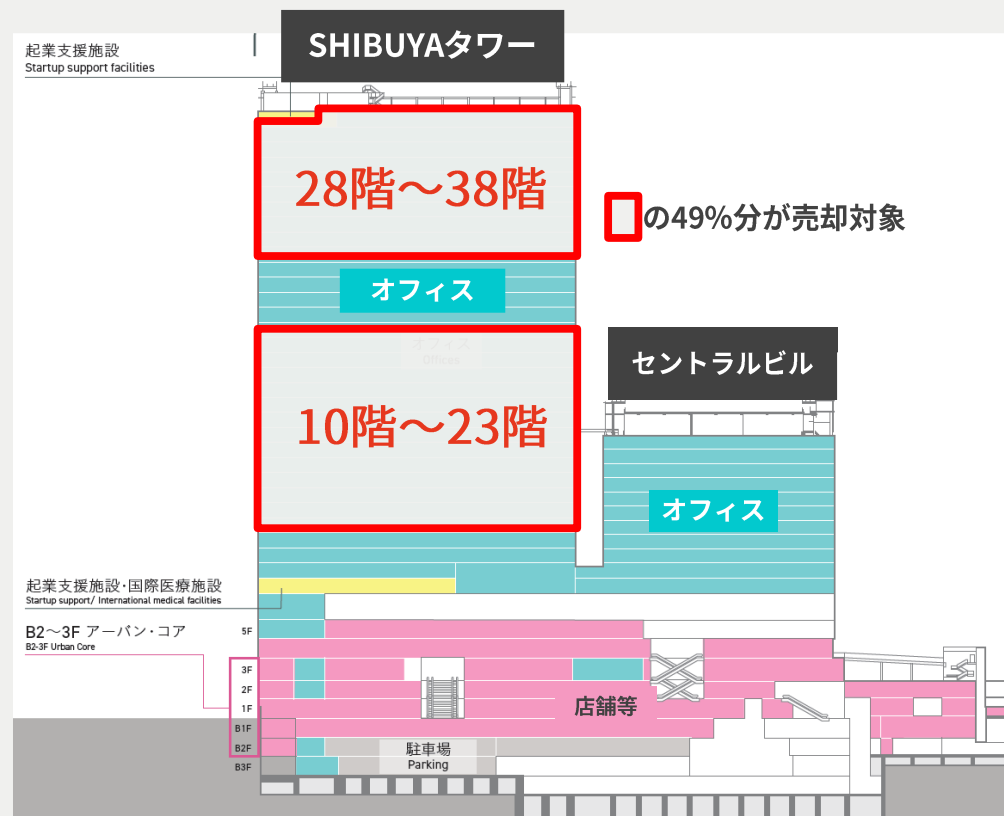 起業支援施設
Startup support facilities
SHIBUYAタワー
28階～38階
の49%分が売却対象
オフィス
オフィス
Offices
セントラルビル
10階～23階
オフィス
起業支援施設・国際医療施設
Startup support/ International medical facilities
B2～3F アーバン・コア
B2-3F Urban Core
5F
3F
2F
1F
店舗等
B1F
B2F
駐車場
Parking
B3F